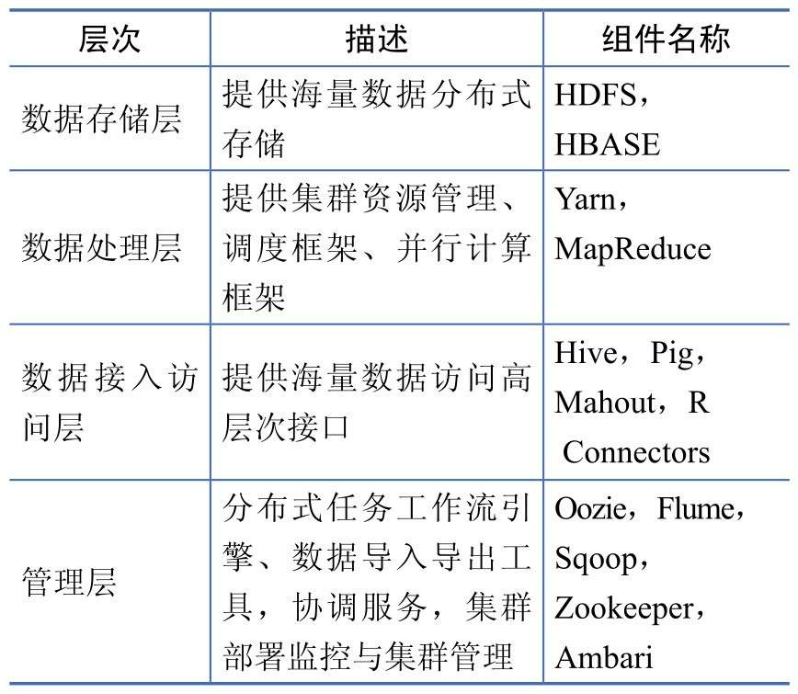 层次 描述 组件名称
数据存储层 提供海量数据分布式 HDFS，
存储 HBASE
提供集群资源管理、 Yarn，
数据处理层 调度框架、并行计算 MapReduce
框架
Hive，Pig，
数据接入访 提供海量数据访问高 Mahout，R
问层 层次接口 Connectors
分布式任务工作流引 Oozie，Flume，
擎、数据导入导出工 Sqoop，
管理层 具，协调服务，集群 Zookeeper，
部署监控与集群管理 Ambari